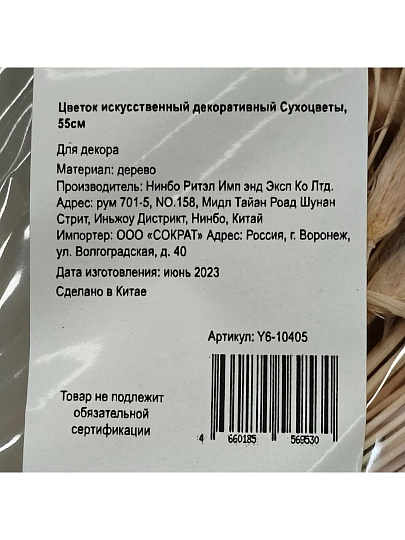 Цветок искусственный декоративный Сухоцветы,
55см
Для декора
Материал: дерево
Производитель: Нинбо Ритэл Имп энд Эксп Ко Лтд.
Адрес: рум 701-5, NO.158, Мидл Тайан Роад Шунан
Стрит, Иньжоу Дистрикт, Нинбо, Китай
Импортер: ООО «СОКРАТ» Адрес: Россия, г. Воронеж,
ул. Волгоградская, д. 40
Дата изготовления: июнь 2023
Сделано в Китае
Артикул: Y6-10405
Товар не подлежит
обязательной
сертификации
4 660185 569530